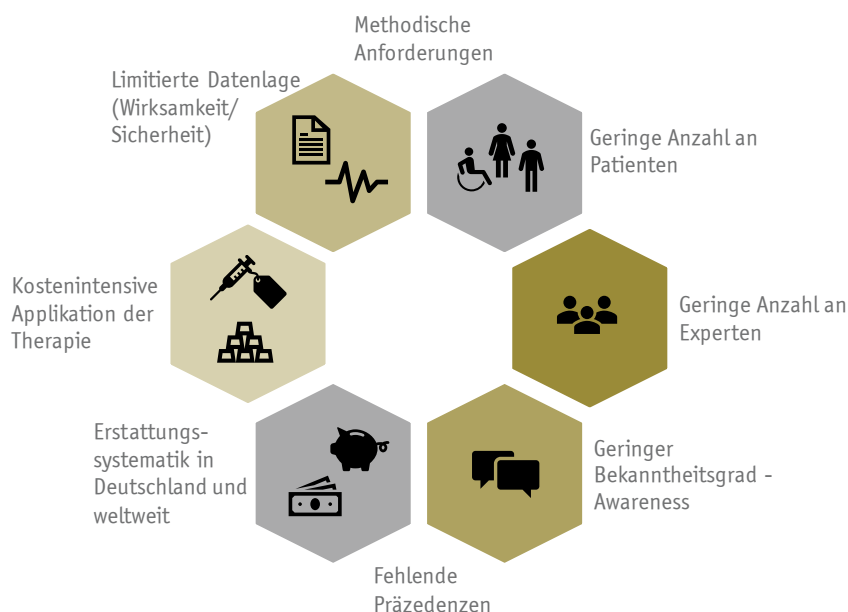 Methodische
Anforderungen
Limitierte Datenlage
(Wirksamkeit/
Sicherheit)
Geringe Anzahl an
Patienten
Kostenintensive
Applikation der
Therapie
Geringe Anzahl an
Experten
Erstattungs-
systematik in
Deutschland und
weltweit
Geringer
Bekanntheitsgrad -
Awareness
Fehlende
Präzedenzen